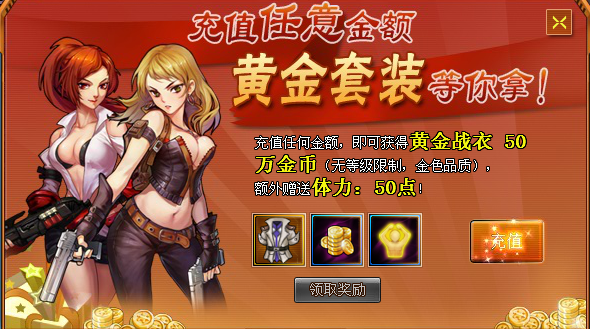 充值任意金额
黄金套装等你拿！
充值任何金额，即可获得黄金战衣 50
万金币（无等级限制，金色品质），
额外赠送体力：50点！
充值
领取奖励